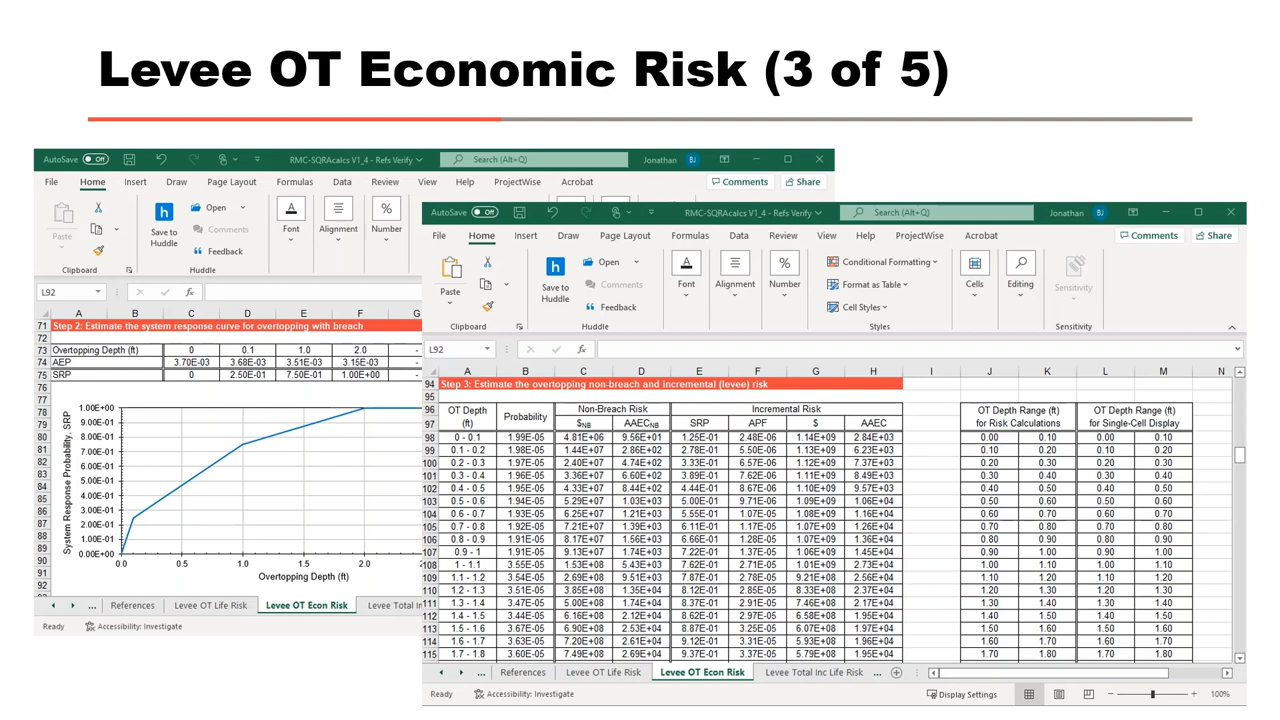 Levee OT Economic Risk (3 of 5)
AutoSave Off RMC-SQRAcalcs V1_4 - Refs Verify Search (Alt+Q) Jonathan BJ
File Home Insert Draw Page Layout Formulas Data Review View Help ProjectWise Acrobat Comments Share
Paste Save to Huddle Open Comments Feedback Font Alignment Number
Clipboard Huddle
L92 fx
A B C D E F G
71 Step 2: Estimate the system response curve for overtopping with breach
72
73 Overtopping Depth (ft) 0 0.1 1.0 2.0 -
74 AEP 3.70E-03 3.68E-03 3.51E-03 3.15E-03 -
75 SRP 0 2.50E-01 7.50E-01 1.00E+00 -
76
77
78
79
80
81
82
83
84
85
86
87
88
89
90
91
92
System Response Probability, SRP
1.00E+00
9.00E-01
8.00E-01
7.00E-01
6.00E-01
5.00E-01
4.00E-01
3.00E-01
2.00E-01
1.00E-01
0.00E+00
0.0 0.5 1.0 1.5 2.0
Overtopping Depth (ft)
... References Levee OT Life Risk Levee OT Econ Risk Levee Total In
Ready Accessibility: Investigate
AutoSave Off RMC-SQRAcalcs V1_4 - Refs Verify Search (Alt+Q) Jonathan BJ
File Home Insert Draw Page Layout Formulas Data Review View Help ProjectWise Acrobat Comments Share
Paste Save to Huddle Open Comments Feedback Font Alignment Number Conditional Formatting Format as Table Cell Styles Cells Editing Sensitivity
Clipboard Huddle Styles Sensitivity
L92 fx
A B C D E F G H I J K L M N
94 Step 3: Estimate the overtopping non-breach and incremental (levee) risk
95
96 OT Depth Probability Non-Breach Risk Incremental Risk OT Depth Range (ft) OT Depth Range (ft)
97 (ft) $NB AAECNB SRP APF $ AAEC for Risk Calculations for Single-Cell Display
98 0 - 0.1 1.99E-05 4.81E+06 9.56E+01 1.25E-01 2.48E-06 1.14E+09 2.84E+03 0.00 0.10 0.00 0.10
99 0.1 - 0.2 1.98E-05 1.44E+07 2.86E+02 2.78E-01 5.50E-06 1.13E+09 6.23E+03 0.10 0.20 0.10 0.20
100 0.2 - 0.3 1.97E-05 2.40E+07 4.74E+02 3.33E-01 6.57E-06 1.12E+09 7.37E+03 0.20 0.30 0.20 0.30
101 0.3 - 0.4 1.96E-05 3.36E+07 6.60E+02 3.89E-01 7.62E-06 1.11E+09 8.49E+03 0.30 0.40 0.30 0.40
102 0.4 - 0.5 1.95E-05 4.33E+07 8.44E+02 4.44E-01 8.67E-06 1.10E+09 9.57E+03 0.40 0.50 0.40 0.50
103 0.5 - 0.6 1.94E-05 5.29E+07 1.03E+03 5.00E-01 9.71E-06 1.09E+09 1.06E+04 0.50 0.60 0.50 0.60
104 0.6 - 0.7 1.93E-05 6.25E+07 1.21E+03 5.55E-01 1.07E-05 1.08E+09 1.16E+04 0.60 0.70 0.60 0.70
105 0.7 - 0.8 1.92E-05 7.21E+07 1.39E+03 6.11E-01 1.17E-05 1.07E+09 1.26E+04 0.70 0.80 0.70 0.80
106 0.8 - 0.9 1.91E-05 8.17E+07 1.56E+03 6.66E-01 1.28E-05 1.07E+09 1.36E+04 0.80 0.90 0.80 0.90
107 0.9 - 1 1.91E-05 9.13E+07 1.74E+03 7.22E-01 1.37E-05 1.06E+09 1.45E+04 0.90 1.00 0.90 1.00
108 1 - 1.1 3.55E-05 1.53E+08 5.43E+03 7.62E-01 2.71E-05 1.01E+09 2.73E+04 1.00 1.10 1.00 1.10
109 1.1 - 1.2 3.54E-05 2.69E+08 9.51E+03 7.87E-01 2.78E-05 9.21E+08 2.56E+04 1.10 1.20 1.10 1.20
110 1.2 - 1.3 3.51E-05 3.85E+08 1.35E+04 8.12E-01 2.85E-05 8.33E+08 2.37E+04 1.20 1.30 1.20 1.30
111 1.3 - 1.4 3.47E-05 5.00E+08 1.74E+04 8.37E-01 2.91E-05 7.46E+08 2.17E+04 1.30 1.40 1.30 1.40
112 1.4 - 1.5 3.44E-05 6.16E+08 2.12E+04 8.62E-01 2.97E-05 6.58E+08 1.95E+04 1.40 1.50 1.40 1.50
113 1.5 - 1.6 3.67E-05 6.90E+08 2.53E+04 8.87E-01 3.25E-05 6.07E+08 1.97E+04 1.50 1.60 1.50 1.60
114 1.6 - 1.7 3.63E-05 7.20E+08 2.61E+04 9.12E-01 3.31E-05 5.93E+08 1.96E+04 1.60 1.70 1.60 1.70
115 1.7 - 1.8 3.60E-05 7.49E+08 2.69E+04 9.37E-01 3.37E-05 5.79E+08 1.95E+04 1.70 1.80 1.70 1.80
... References Levee OT Life Risk Levee OT Econ Risk Levee Total Inc Life Risk ...
Ready Accessibility: Investigate Display Settings 100%